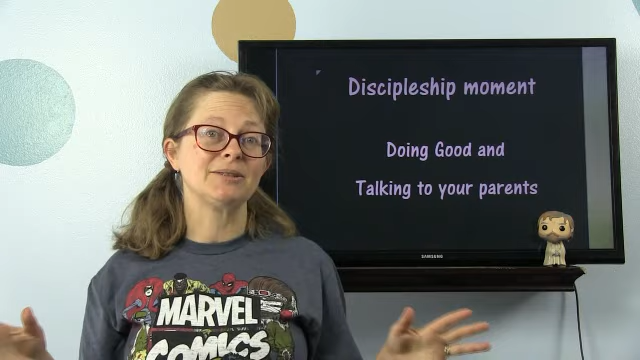 Discipleship moment
Doing Good and
Talking to your parents
SAMSUNG
MARVEL
COMICS